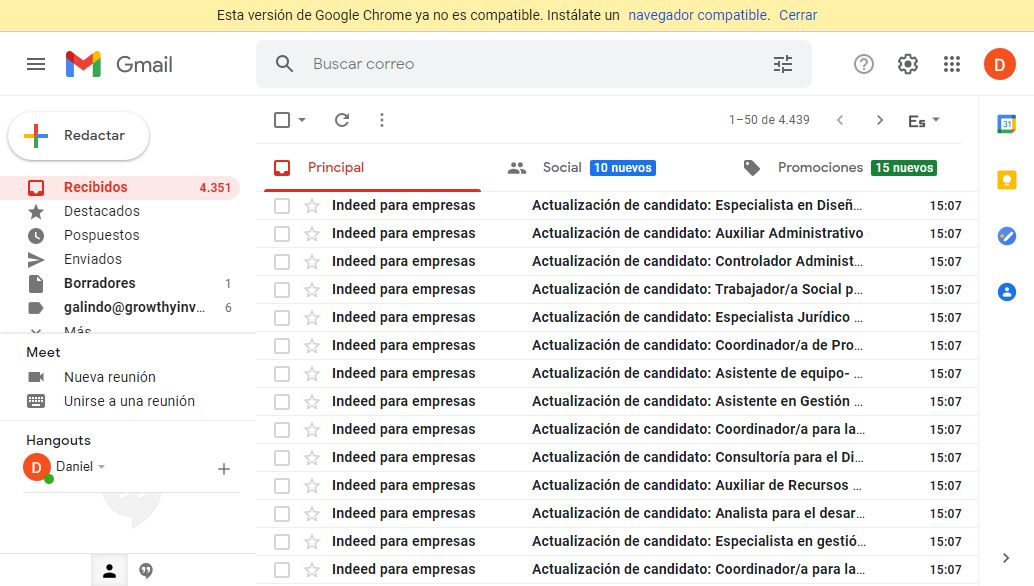 Esta versión de Google Chrome ya no es compatible. Instálate un navegador compatible. Cerrar
Gmail
Buscar correo
D
Redactar
1–50 de 4.439
Es
31
Principal
Social 10 nuevos
Promociones 15 nuevos
Recibidos 4.351
Destacados
Pospuestos
Enviados
Borradores 1
galindo@growthyinv... 6
Más
Meet
Nueva reunión
Unirse a una reunión
Hangouts
D Daniel
Indeed para empresas Actualización de candidato: Especialista en Diseñ... 15:07
Indeed para empresas Actualización de candidato: Auxiliar Administrativo 15:07
Indeed para empresas Actualización de candidato: Controlador Administ... 15:07
Indeed para empresas Actualización de candidato: Trabajador/a Social p... 15:07
Indeed para empresas Actualización de candidato: Especialista Jurídico ... 15:07
Indeed para empresas Actualización de candidato: Coordinador/a de Pro... 15:07
Indeed para empresas Actualización de candidato: Asistente de equipo- ... 15:07
Indeed para empresas Actualización de candidato: Asistente en Gestión ... 15:07
Indeed para empresas Actualización de candidato: Coordinador/a para la... 15:07
Indeed para empresas Actualización de candidato: Consultoría para el Di... 15:07
Indeed para empresas Actualización de candidato: Auxiliar de Recursos ... 15:07
Indeed para empresas Actualización de candidato: Analista para el desar... 15:07
Indeed para empresas Actualización de candidato: Especialista en gestió... 15:07
Indeed para empresas Actualización de candidato: Coordinador/a para la... 15:07